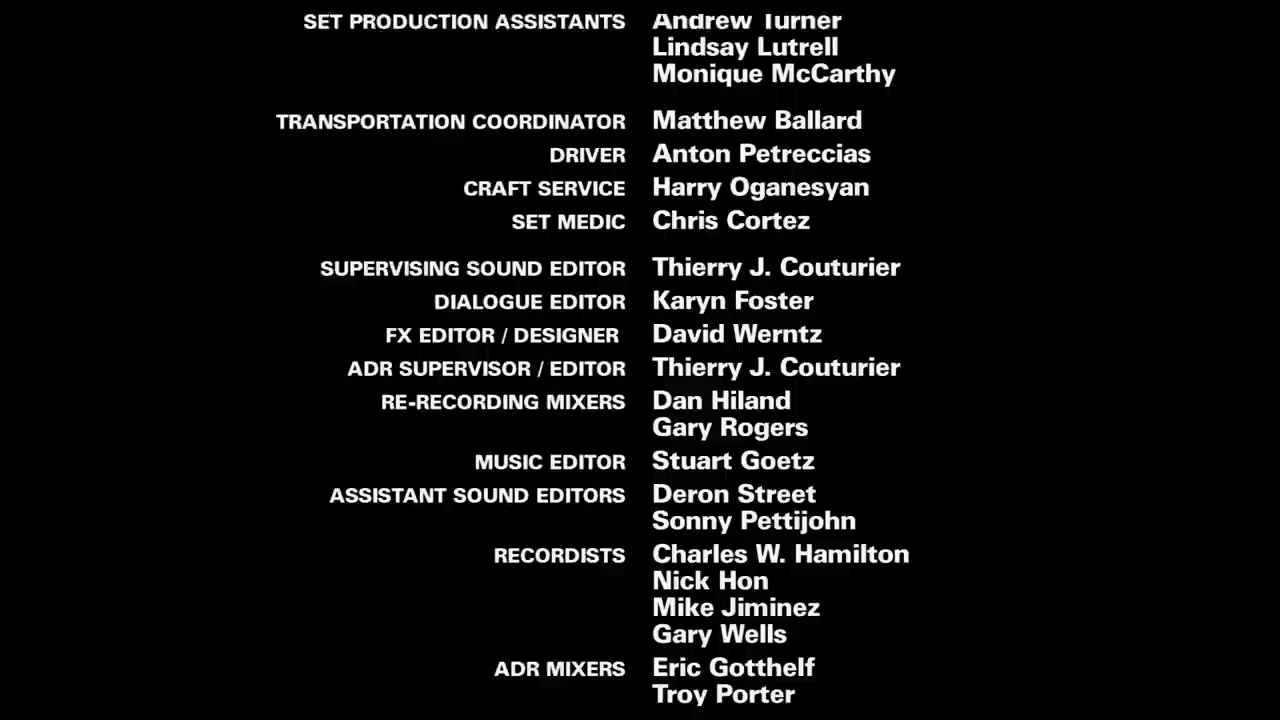 SET PRODUCTION ASSISTANTS Andrew Turner
Lindsay Lutrell
Monique McCarthy
TRANSPORTATION COORDINATOR Matthew Ballard
DRIVER Anton Petreccias
CRAFT SERVICE Harry Oganesyan
SET MEDIC Chris Cortez
SUPERVISING SOUND EDITOR Thierry J. Couturier
DIALOGUE EDITOR Karyn Foster
FX EDITOR / DESIGNER David Werntz
ADR SUPERVISOR / EDITOR Thierry J. Couturier
RE-RECORDING MIXERS Dan Hiland
Gary Rogers
MUSIC EDITOR Stuart Goetz
ASSISTANT SOUND EDITORS Deron Street
Sonny Pettijohn
RECORDISTS Charles W. Hamilton
Nick Hon
Mike Jiminez
Gary Wells
ADR MIXERS Eric Gotthelf
Troy Porter